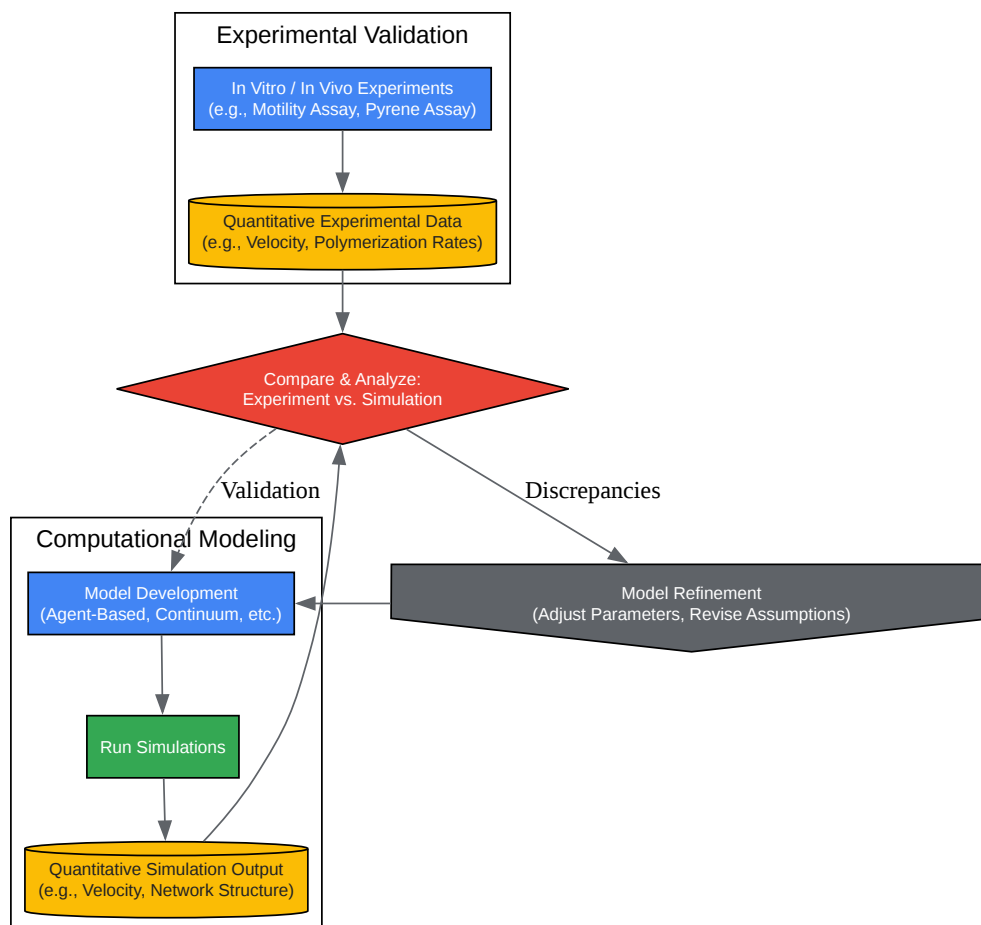 Experimental Validation
In Vitro / In Vivo Experiments
(e.g., Motility Assay, Pyrene Assay)
Quantitative Experimental Data
(e.g., Velocity, Polymerization Rates)
Compare & Analyze:
Experiment vs. Simulation
Validation
Discrepancies
Computational Modeling
Model Development
(Agent-Based, Continuum, etc.)
Model Refinement
(Adjust Parameters, Revise Assumptions)
Run Simulations
Quantitative Simulation Output
(e.g., Velocity, Network Structure)